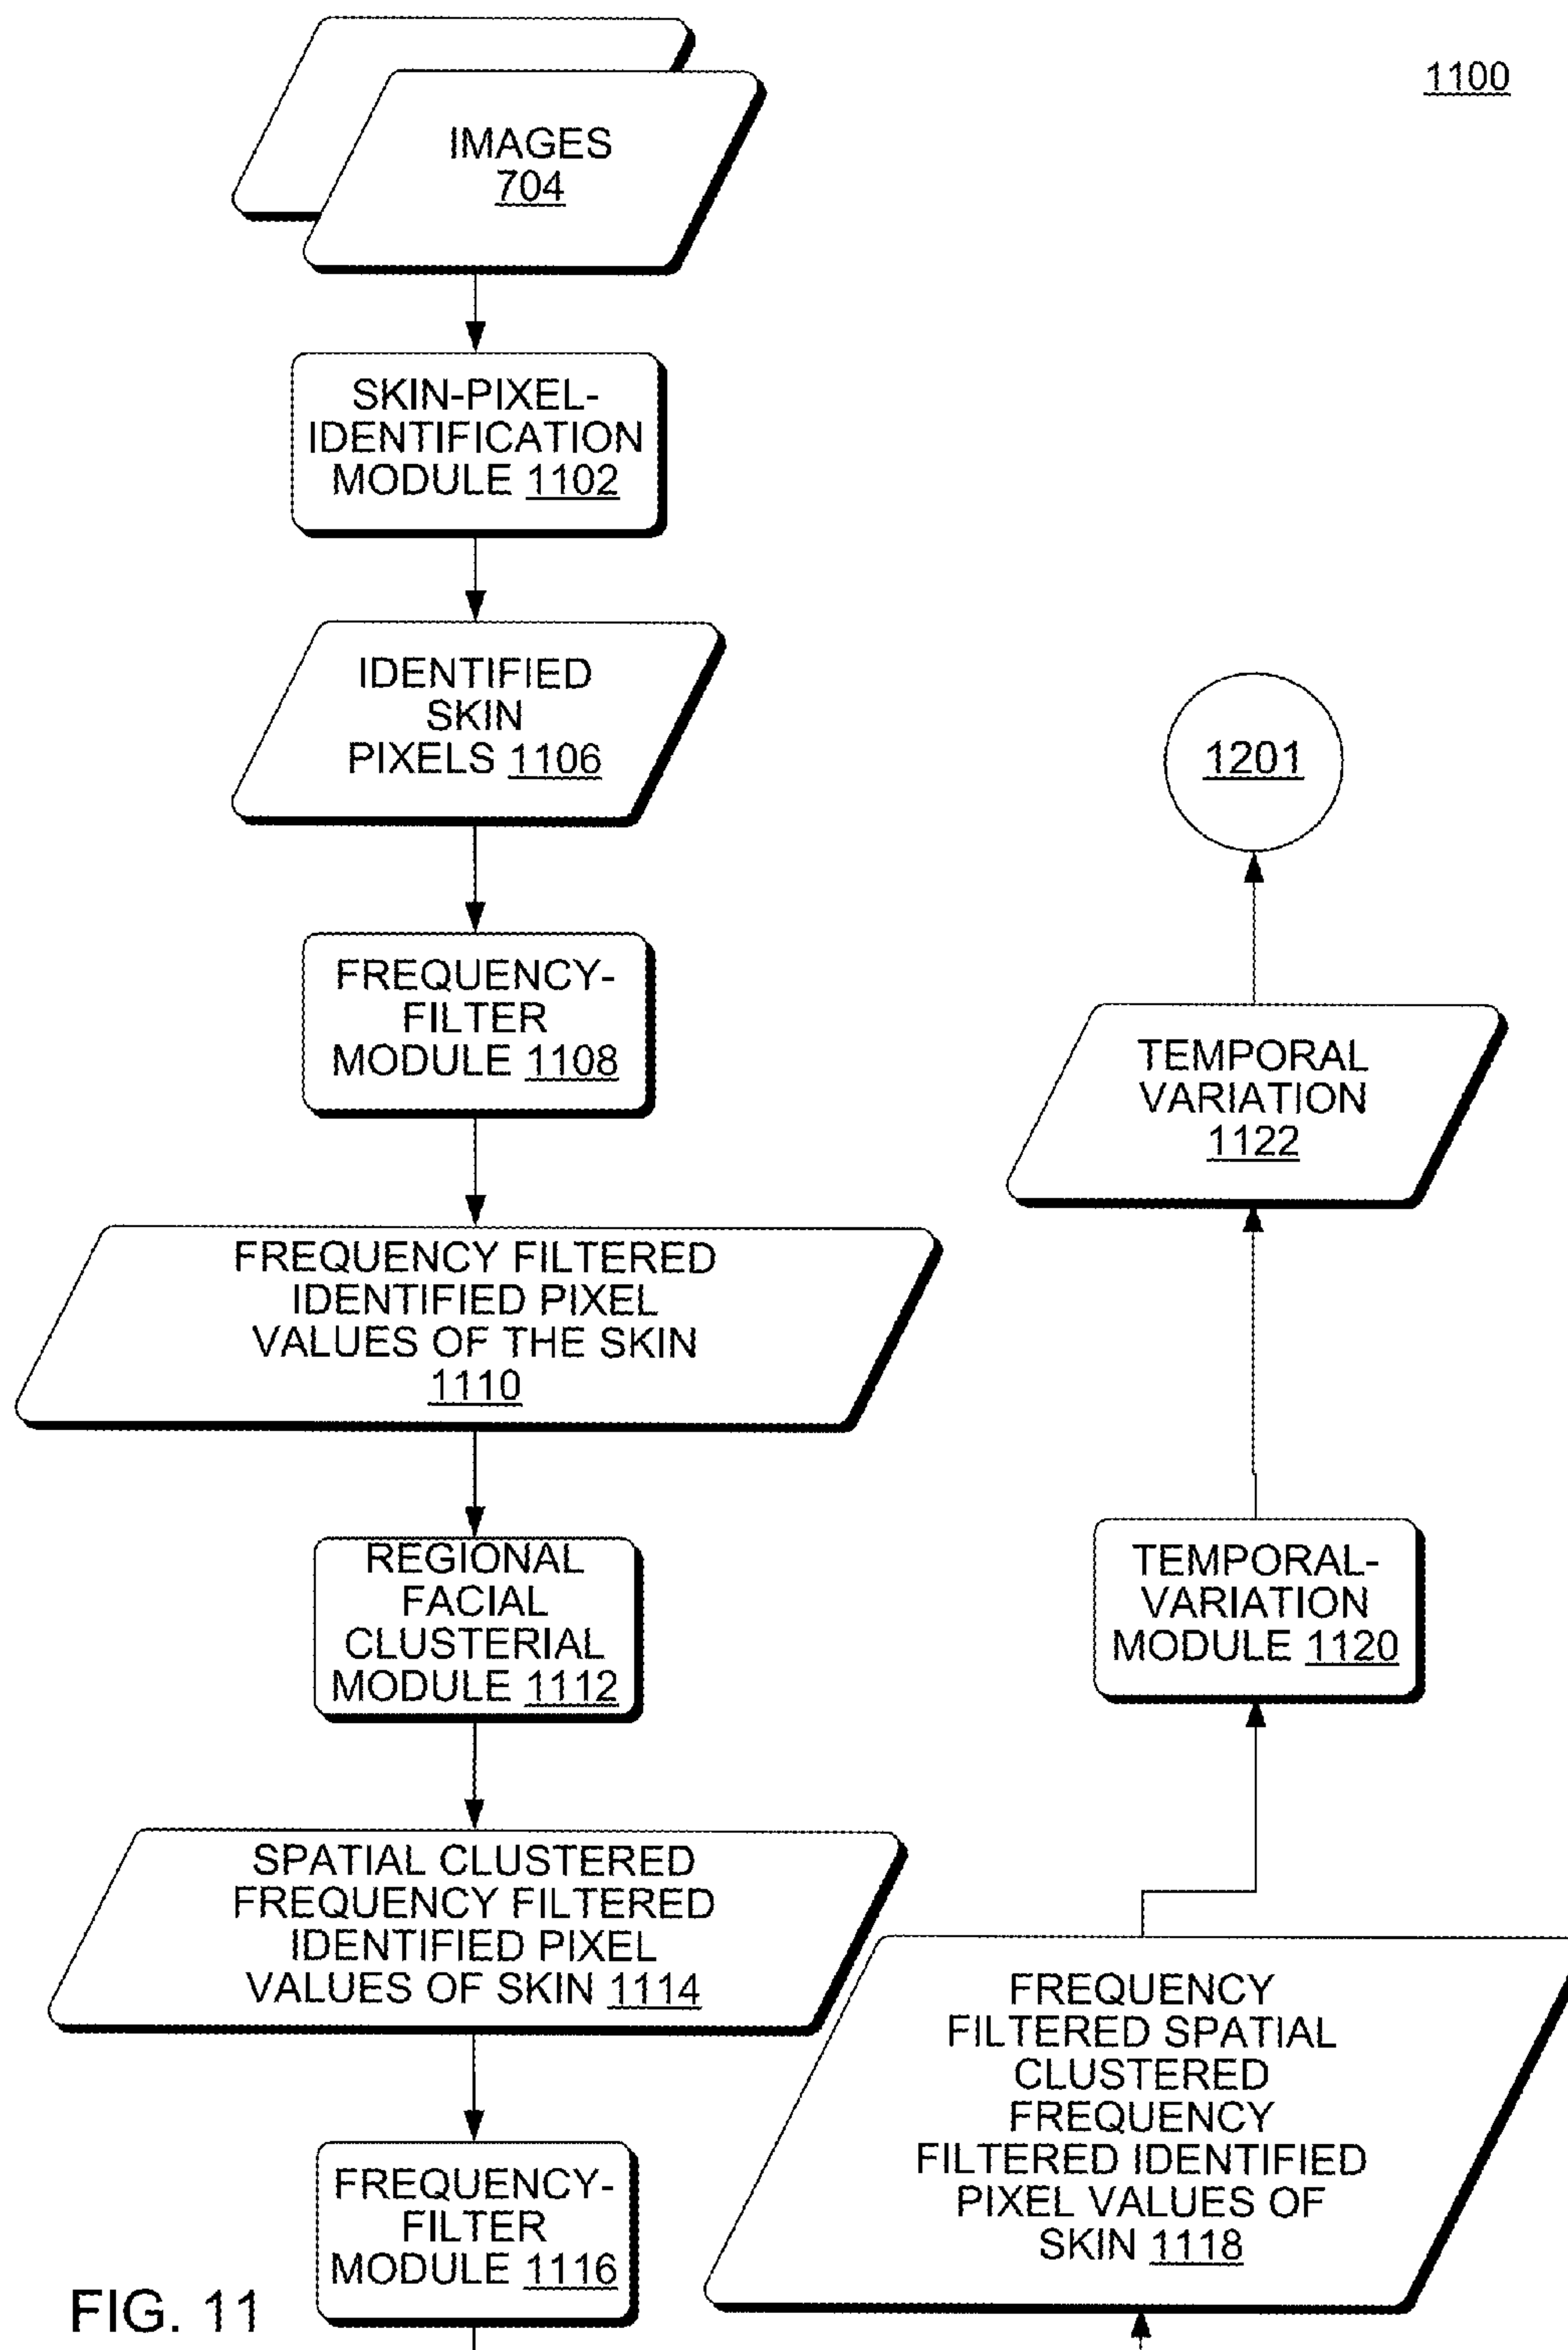 1100
IMAGES
704
SKIN-PIXEL-
IDENTIFICATION
MODULE 1102
IDENTIFIED
SKIN
PIXELS 1106
FREQUENCY-
FILTER
MODULE 1108
FREQUENCY FILTERED
IDENTIFIED PIXEL
VALUES OF THE SKIN
1110
REGIONAL
FACIAL
CLUSTERIAL
MODULE 1112
SPATIAL CLUSTERED
FREQUENCY FILTERED
IDENTIFIED PIXEL
VALUES OF SKIN 1114
FREQUENCY-
FILTER
MODULE 1116
FREQUENCY
FILTERED SPATIAL
CLUSTERED
FREQUENCY
FILTERED IDENTIFIED
PIXEL VALUES OF
SKIN 1118
TEMPORAL-
VARIATION
MODULE 1120
TEMPORAL
VARIATION
1122
1201
FIG. 11